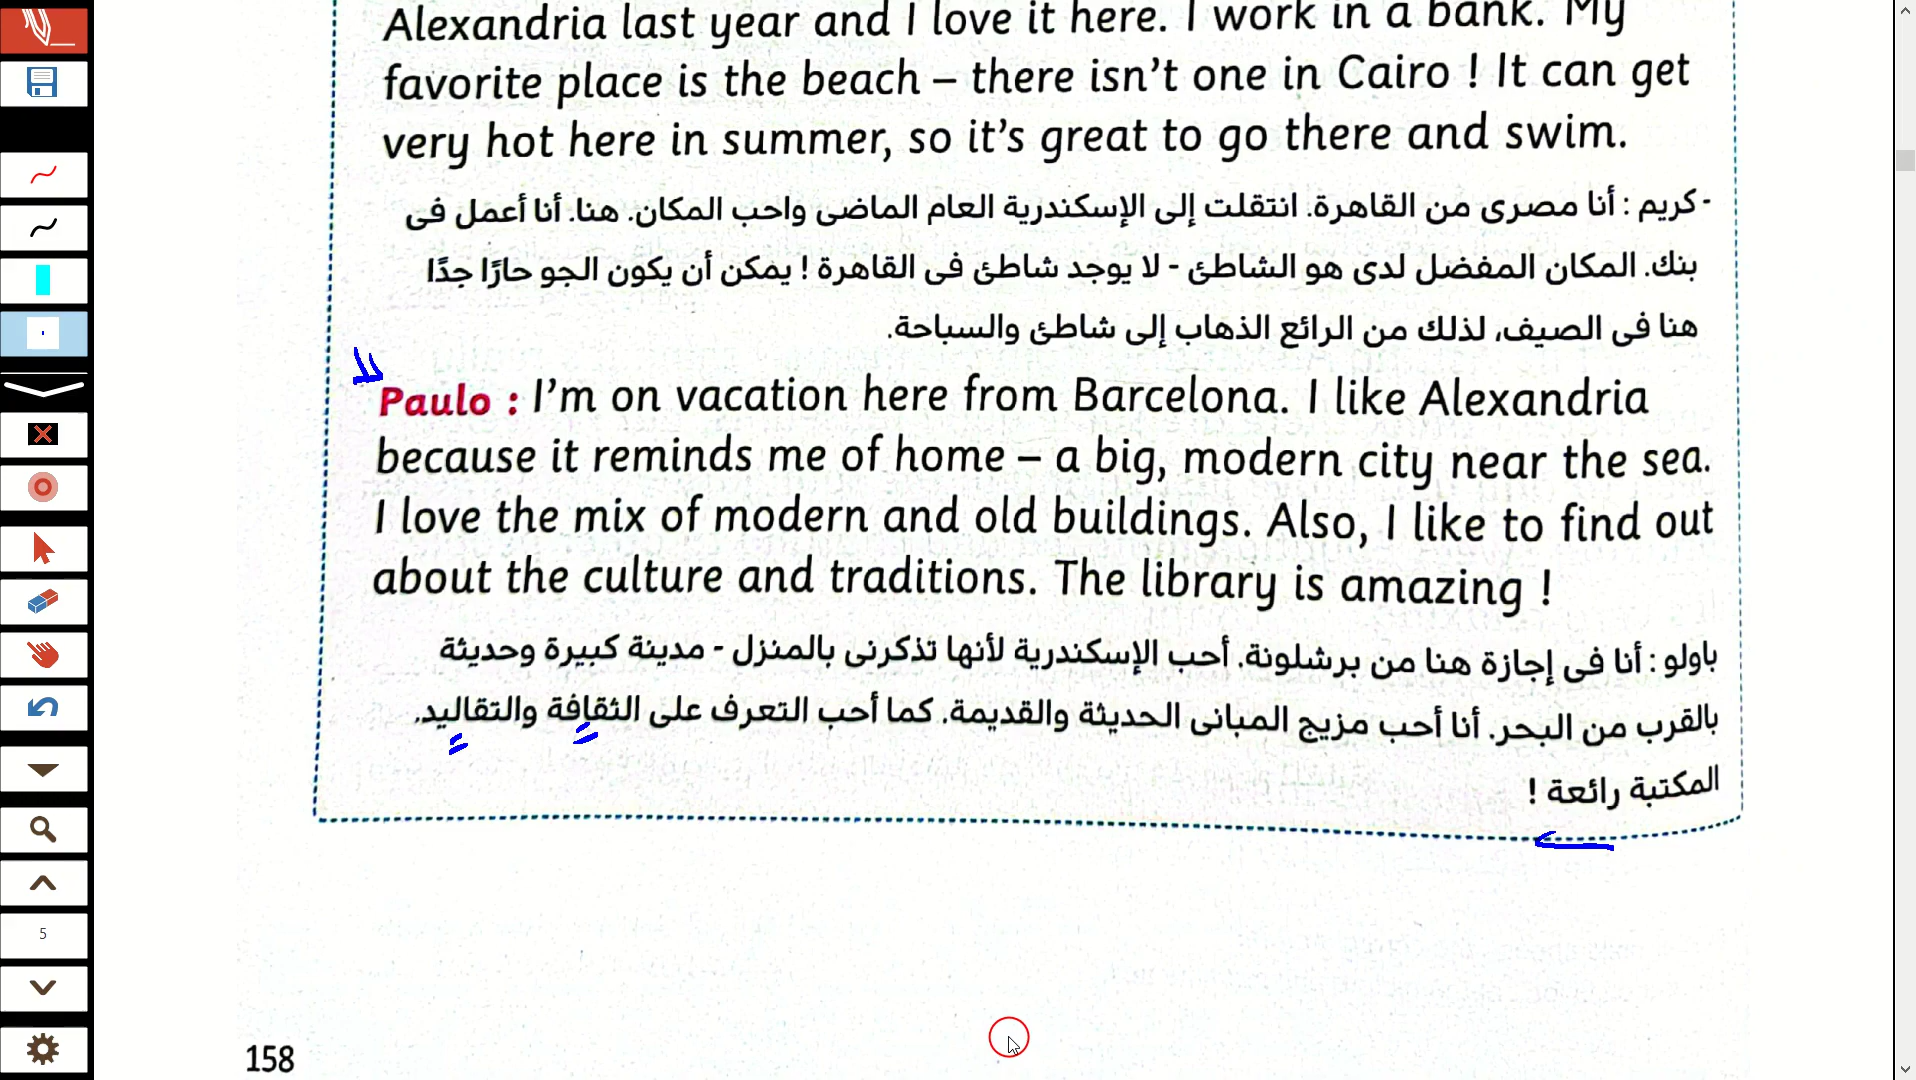 Alexandria last year and I love it here. I work in a bank. My
favorite place is the beach – there isn't one in Cairo ! It can get
very hot here in summer, so it's great to go there and swim.
- كريم : أنا مصرى من القاهرة. انتقلت إلى الإسكندرية العام الماضى واحب المكان. هنا. أنا أعمل فى
بنك. المكان المفضل لدى هو الشاطئ - لا يوجد شاطئ فى القاهرة ! يمكن أن يكون الجو حارًا جدًا
هنا فى الصيف، لذلك من الرائع الذهاب إلى شاطئ والسباحة.
Paulo : I'm on vacation here from Barcelona. I like Alexandria
because it reminds me of home – a big, modern city near the sea.
I love the mix of modern and old buildings. Also, I like to find out
about the culture and traditions. The library is amazing !
باولو : أنا فى إجازة هنا من برشلونة. أحب الإسكندرية لأنها تذكرنى بالمنزل - مدينة كبيرة وحديثة
بالقرب من البحر. أنا أحب مزيج المبانى الحديثة والقديمة. كما أحب التعرف على الثقافة والتقاليد.
المكتبة رائعة !
5
158